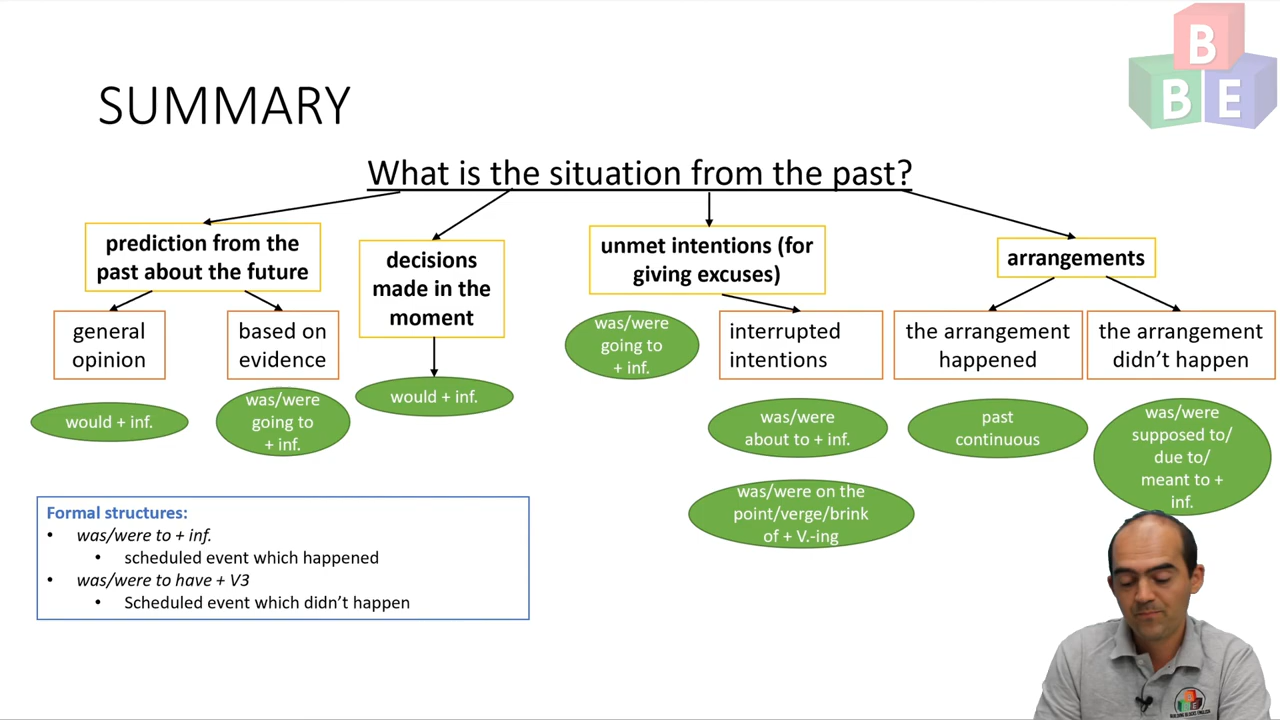 B
B E
SUMMARY
What is the situation from the past?
prediction from the
past about the future
general
opinion
would + inf.
based on
evidence
was/were
going to
+ inf.
decisions
made in the
moment
would + inf.
unmet intentions (for
giving excuses)
was/were
going to
+ inf.
interrupted
intentions
was/were
about to + inf.
was/were on the
point/verge/brink
of + V.-ing
arrangements
the arrangement
happened
past
continuous
the arrangement
didn't happen
was/were
supposed to/
due to/
meant to +
inf.
Formal structures:
• was/were to + inf.
• scheduled event which happened
• was/were to have + V3
• Scheduled event which didn't happen
BUILDING BLOCKS ENGLISH